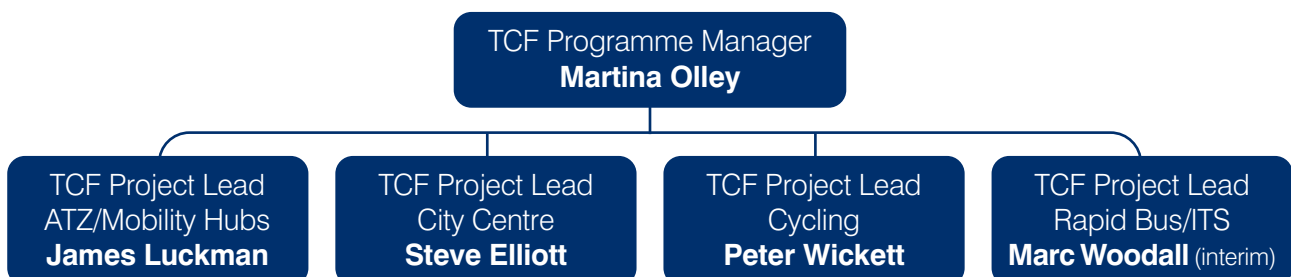 TCF Programme Manager
Martina Olley
TCF Project Lead
ATZ/Mobility Hubs
James Luckman
TCF Project Lead
City Centre
Steve Elliott
TCF Project Lead
Cycling
Peter Wickett
TCF Project Lead
Rapid Bus/ITS
Marc Woodall (interim)